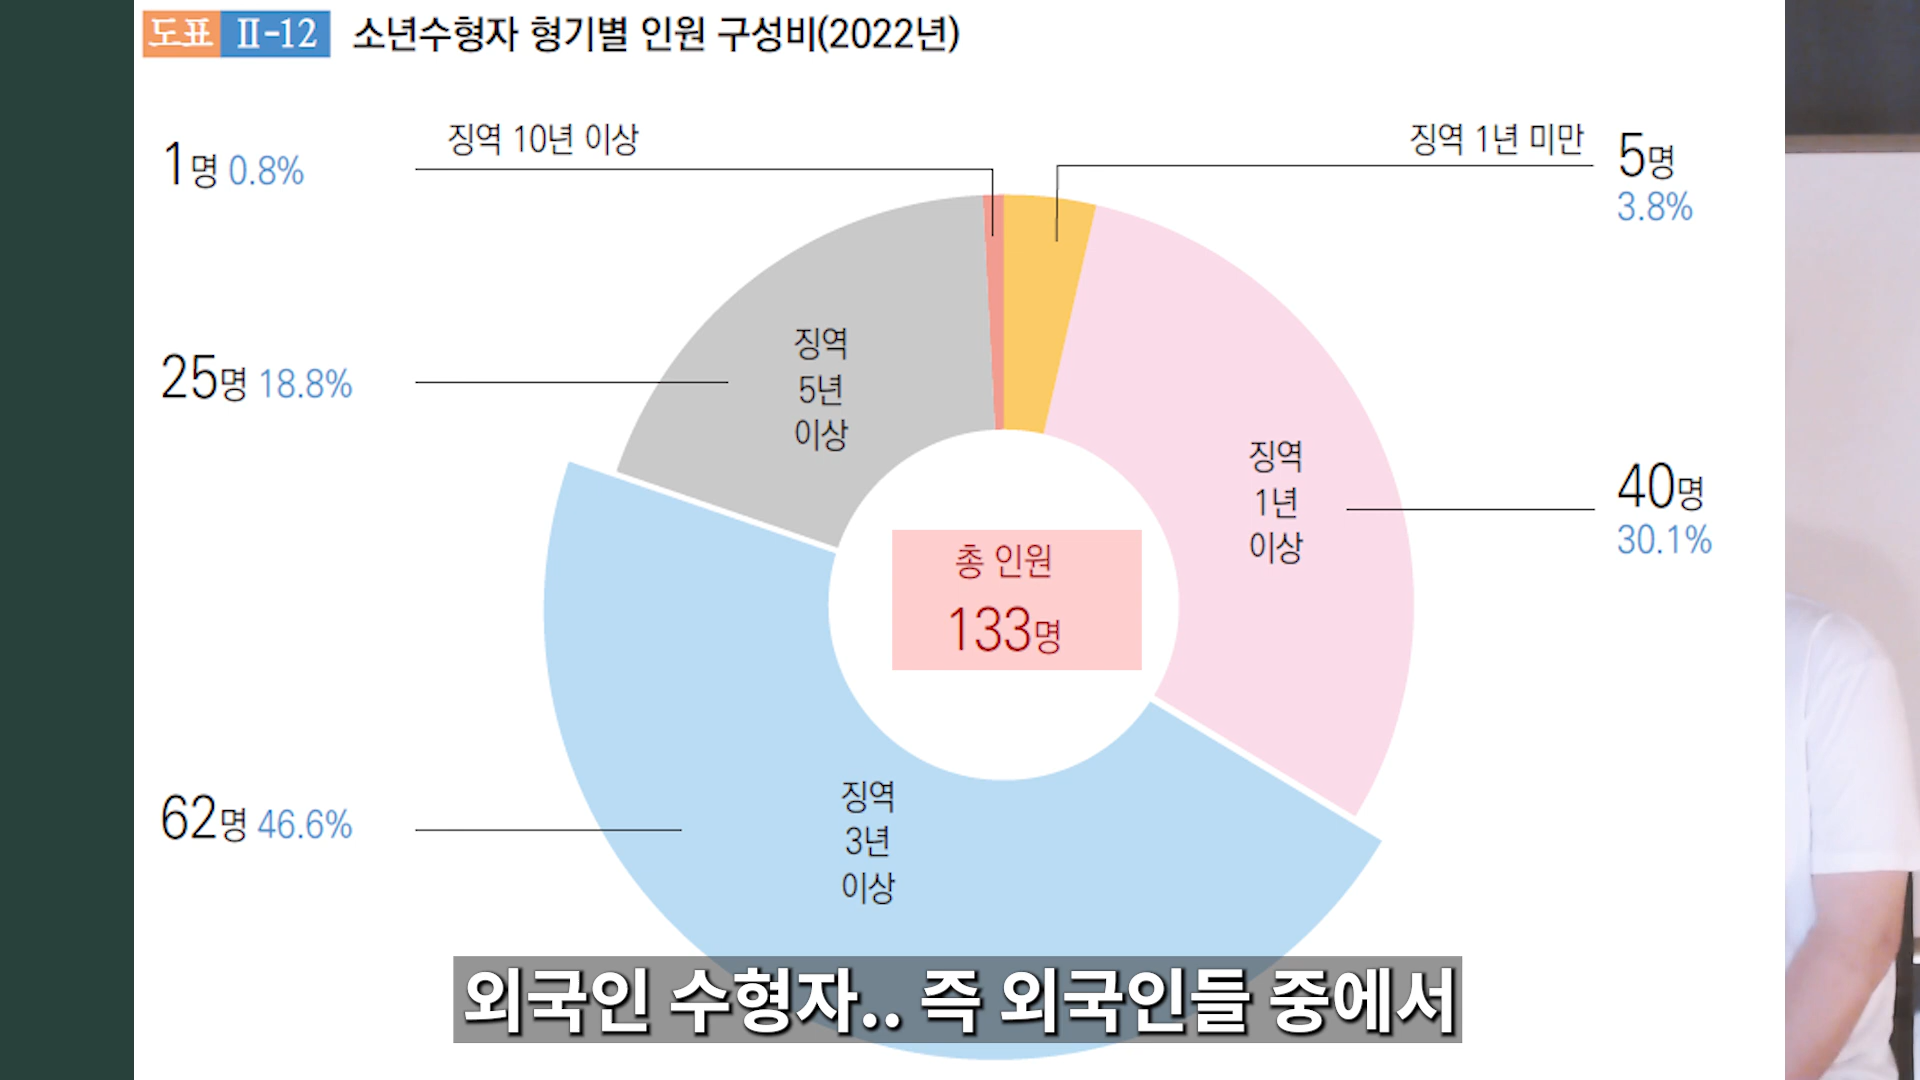 도표 Ⅱ-12 소년수형자 형기별 인원 구성비(2022년)
징역 10년 이상
1명 0.8%
징역 1년 미만
5명
3.8%
징역
5년
이상
25명 18.8%
징역
1년
이상
40명
30.1%
총 인원
133명
징역
3년
이상
62명 46.6%
외국인 수형자.. 즉 외국인들 중에서